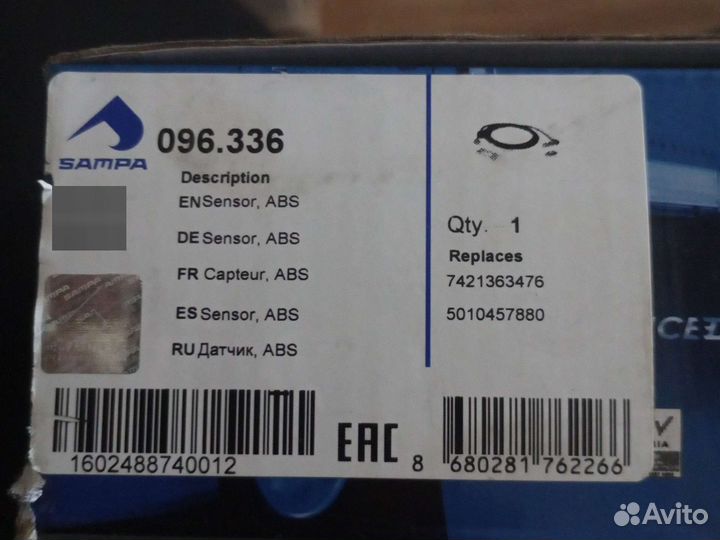 SAMPA
096.336
Description
EN Sensor, ABS
DE Sensor, ABS
FR Capteur, ABS
ES Sensor, ABS
RU Датчик, ABS
Qty. 1
Replaces
7421363476
5010457880
1602488740012
EAC
8 680281 762266
Avito